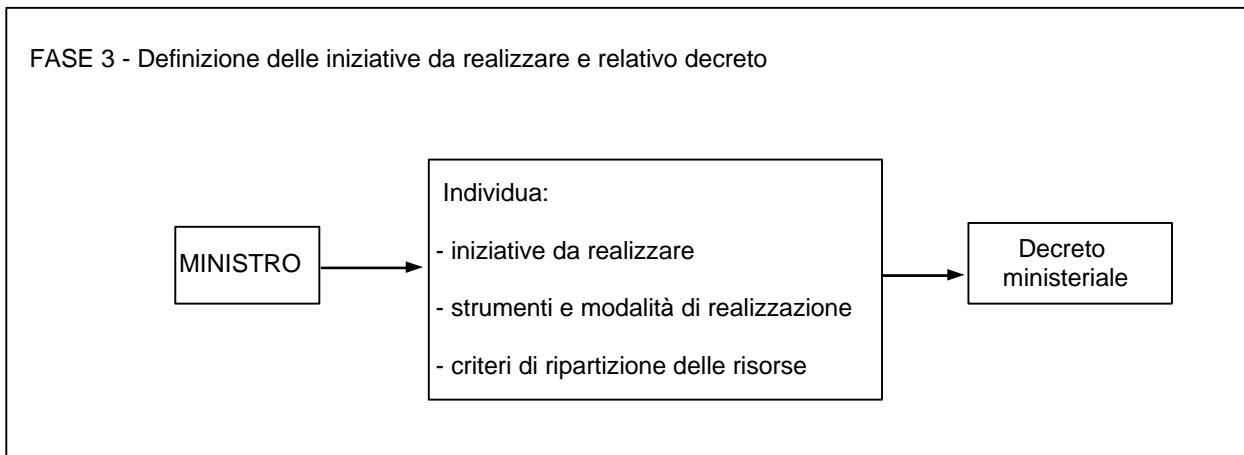 FASE 3 - Definizione delle iniziative da realizzare e relativo decreto
MINISTRO
Individua:
- iniziative da realizzare
- strumenti e modalità di realizzazione
- criteri di ripartizione delle risorse
Decreto
ministeriale